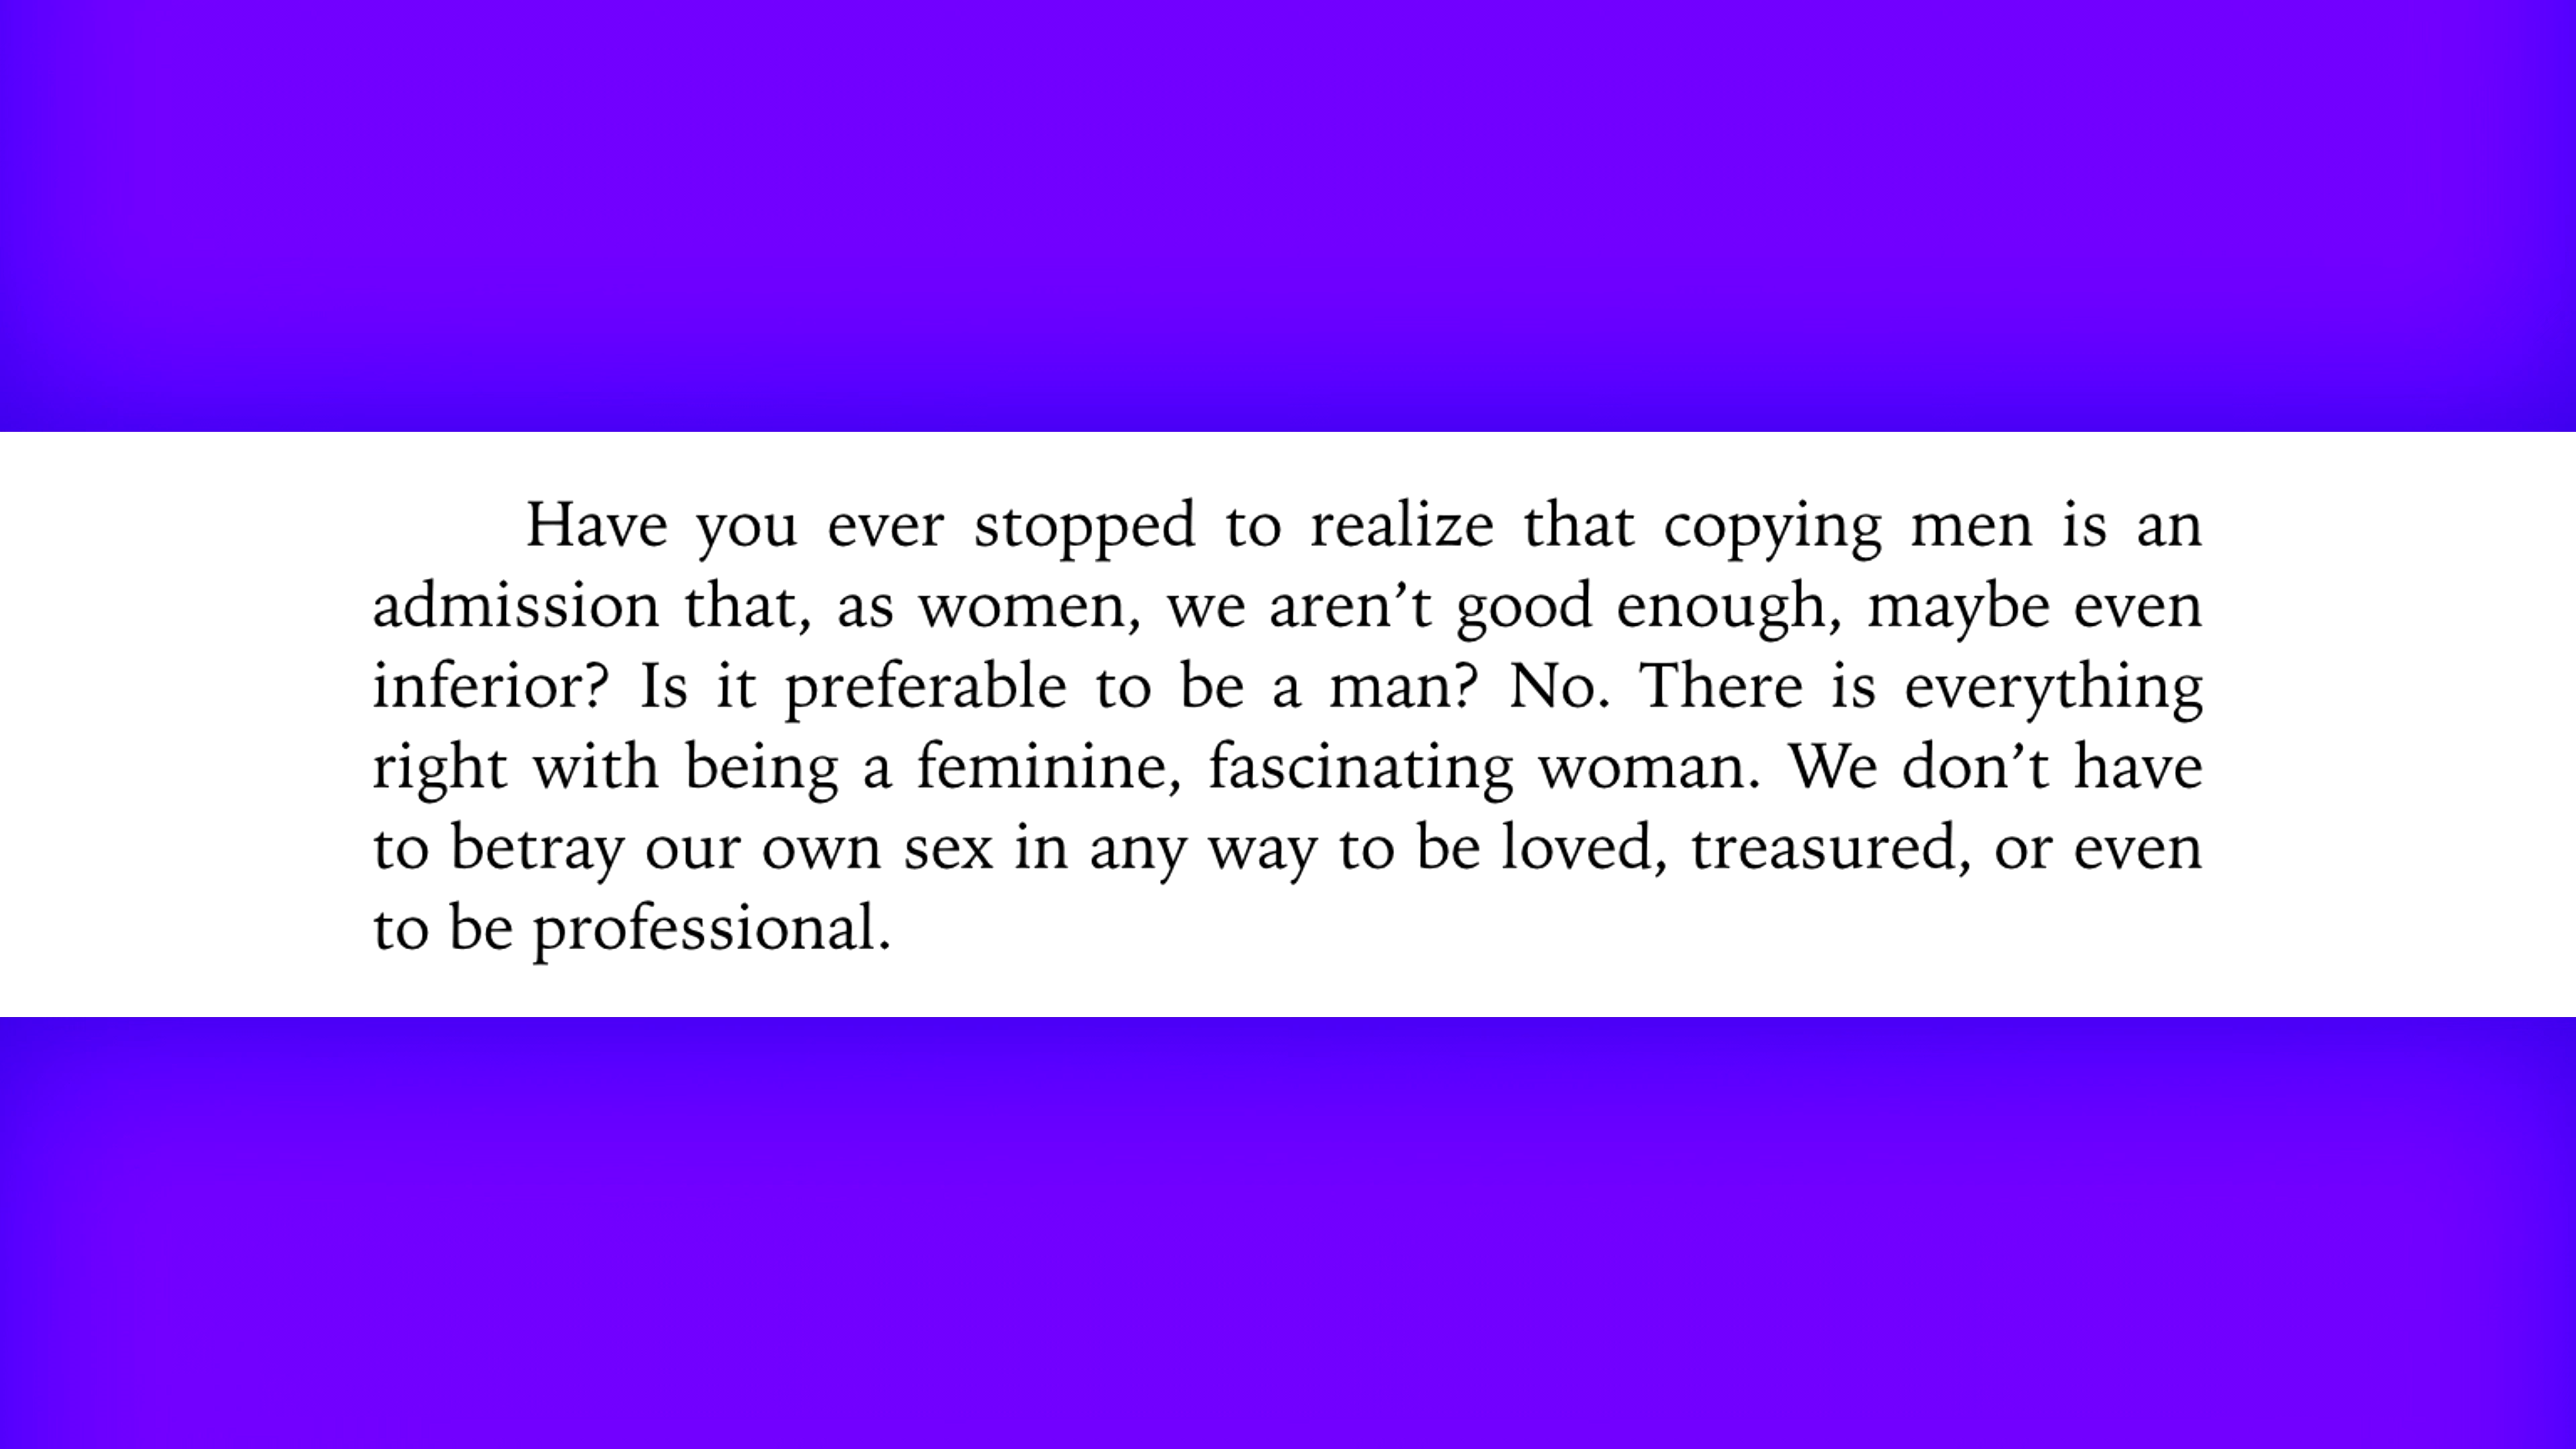 Have you ever stopped to realize that copying men is an
admission that, as women, we aren’t good enough, maybe even
inferior? Is it preferable to be a man? No. There is everything
right with being a feminine, fascinating woman. We don’t have
to betray our own sex in any way to be loved, treasured, or even
to be professional.